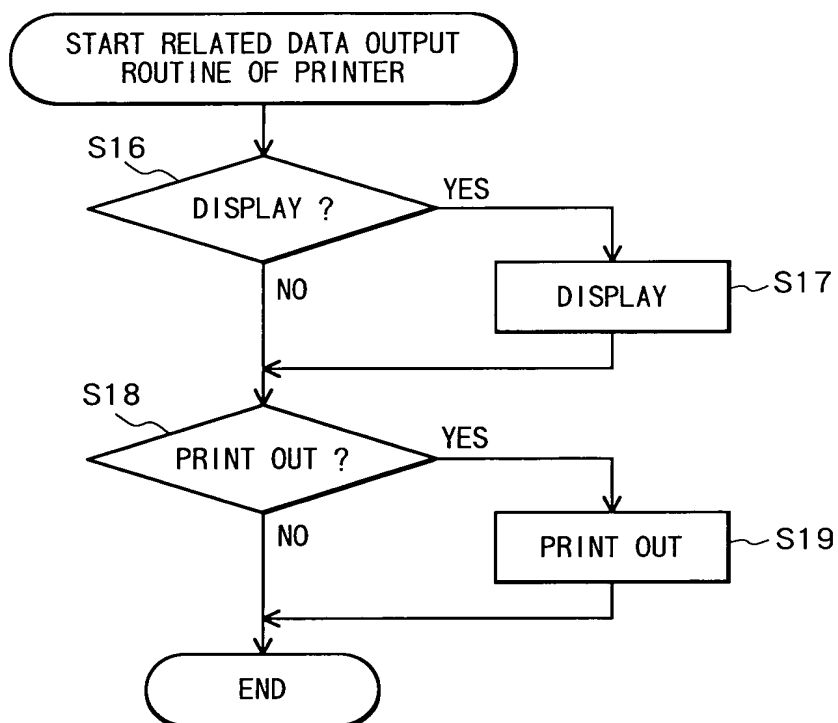 START RELATED DATA OUTPUT
ROUTINE OF PRINTER
S16
DISPLAY ?
YES
NO
DISPLAY
S17
S18
PRINT OUT ?
YES
NO
PRINT OUT
S19
END